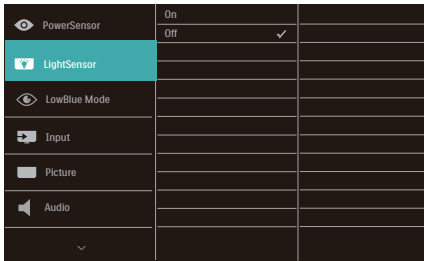 PowerSensor
On
Off
LightSensor
LowBlue Mode
Input
Picture
Audio